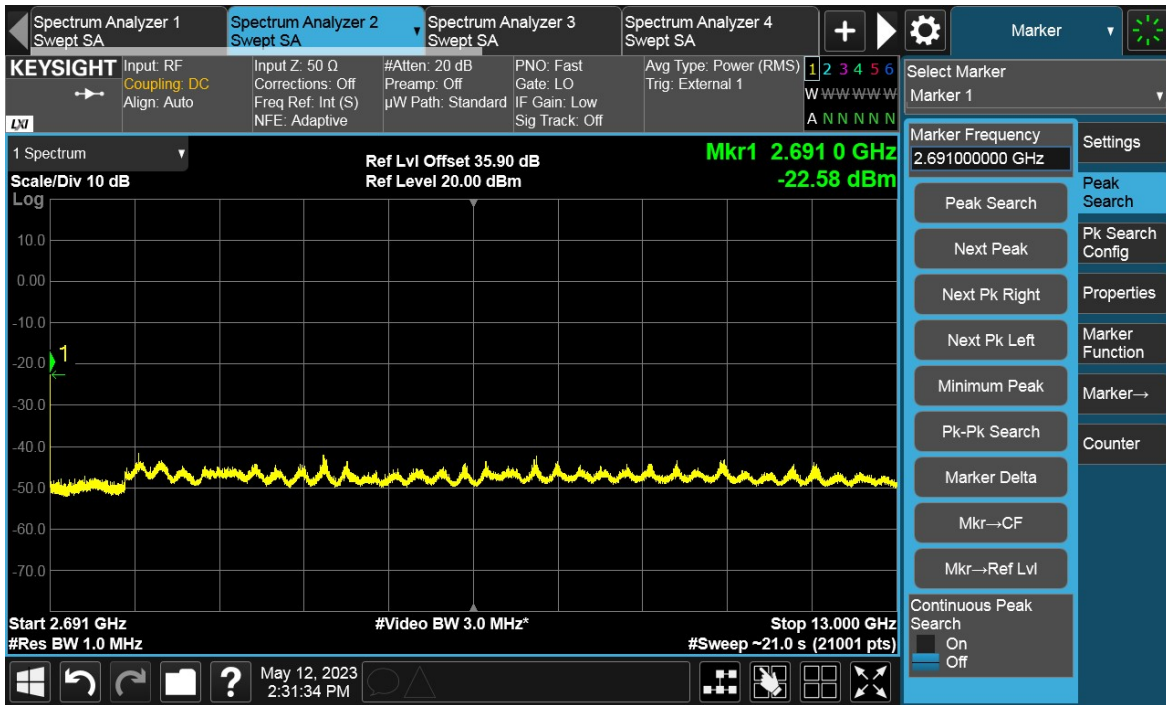 Spectrum Analyzer 1
Swept SA
Spectrum Analyzer 2
Swept SA
Spectrum Analyzer 3
Swept SA
Spectrum Analyzer 4
Swept SA
+
Marker
KEYSIGHT
LXI
Input: RF
Coupling: DC
Align: Auto
Input Z: 50 Ω
Corrections: Off
Freq Ref: Int (S)
NFE: Adaptive
#Atten: 20 dB
Preamp: Off
µW Path: Standard
PNO: Fast
Gate: LO
IF Gain: Low
Sig Track: Off
Avg Type: Power (RMS)
Trig: External 1
1 2 3 4 5 6
W W W W W W
A N N N N N
Select Marker
Marker 1
1 Spectrum
Scale/Div 10 dB
Log
Ref Lvl Offset 35.90 dB
Ref Level 20.00 dBm
Mkr1 2.691 0 GHz
-22.58 dBm
10.0
0.00
-10.0
-20.0
-30.0
-40.0
-50.0
-60.0
-70.0
1
Start 2.691 GHz
#Res BW 1.0 MHz
#Video BW 3.0 MHz*
Stop 13.000 GHz
#Sweep ~21.0 s (21001 pts)
Marker Frequency
2.691000000 GHz
Peak Search
Next Peak
Next Pk Right
Next Pk Left
Minimum Peak
Pk-Pk Search
Marker Delta
Mkr→CF
Mkr→Ref Lvl
Continuous Peak
Search
On
Off
Settings
Peak
Search
Pk Search
Config
Properties
Marker
Function
Marker→
Counter
?
May 12, 2023
2:31:34 PM